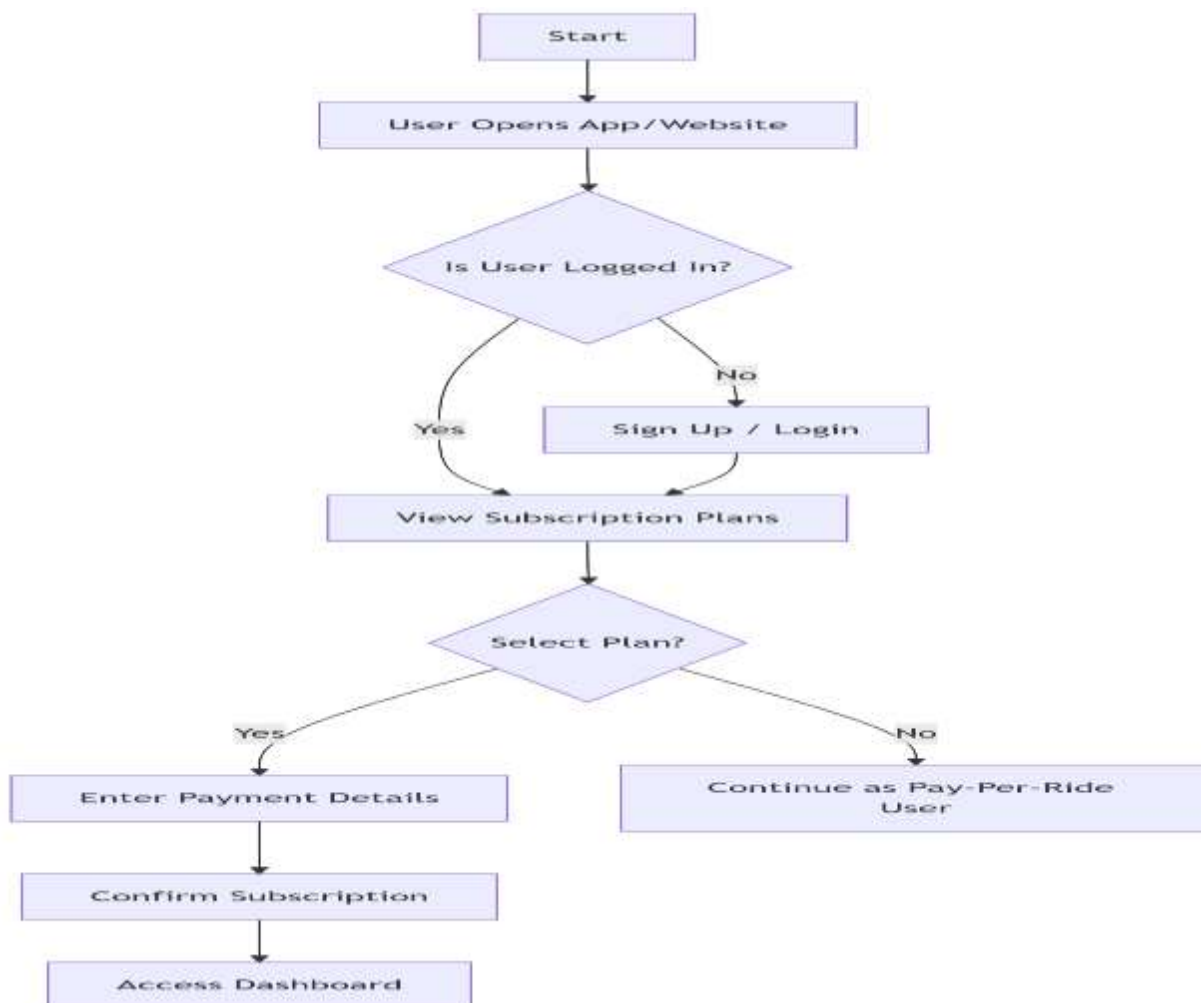 Start
User Opens App/Website
Is User Logged In?
No
Yes
Sign Up / Login
View Subscription Plans
Select Plan?
Yes
No
Enter Payment Details
Continue as Pay-Per-Ride
User
Confirm Subscription
Access Dashboard